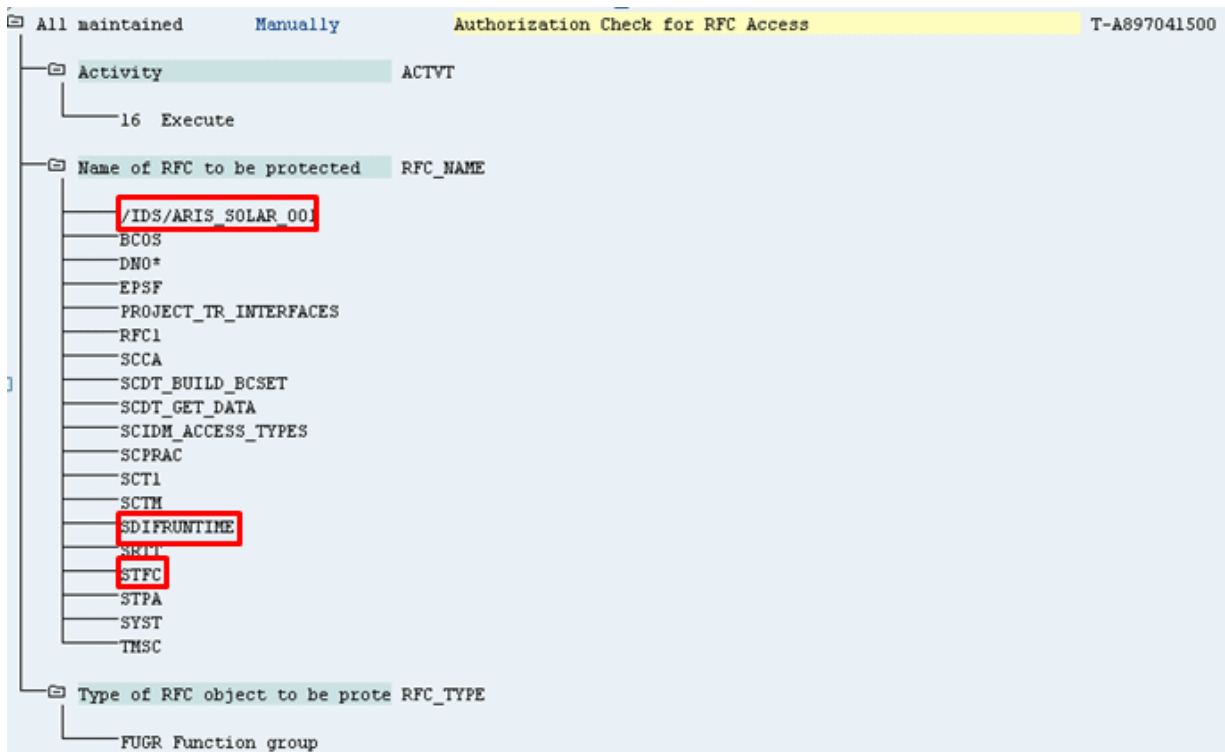 All maintained Manually Authorization Check for RFC Access T-A897041500
Activity ACTVT
16 Execute
Name of RFC to be protected RFC_NAME
/IDS/ARIS_SOLAR_001
BCOS
DNO*
EPSF
PROJECT_TR_INTERFACES
RFC1
SCCA
SCDT_BUILD_BCSET
SCDT_GET_DATA
SCIDM_ACCESS_TYPES
SCPRAC
SCT1
SCTM
SDIFRUNTIME
SRTT
STFC
STPA
SYST
TMSC
Type of RFC object to be prote RFC_TYPE
FUGR Function group